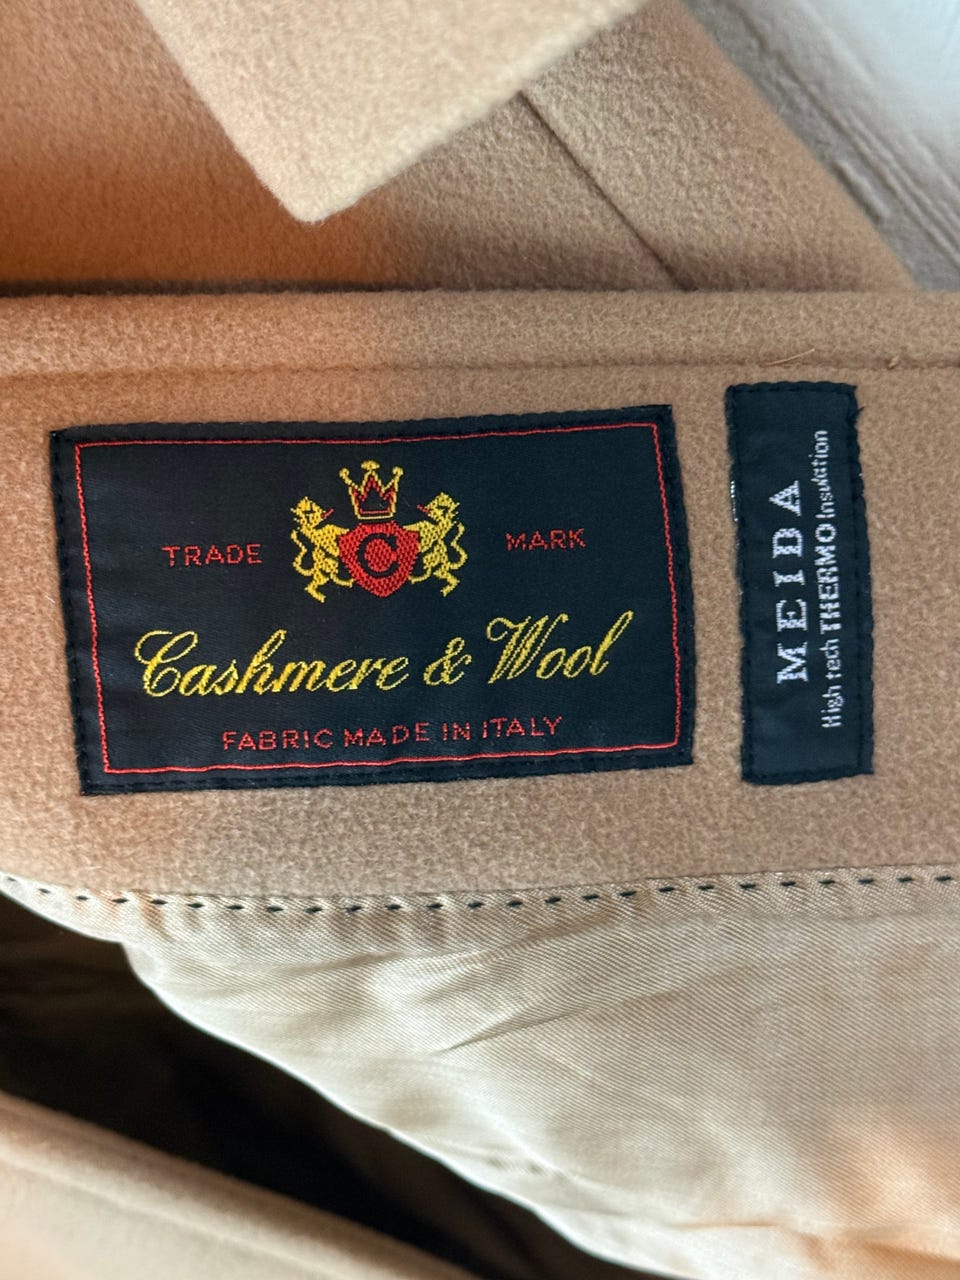 TRADE MARK
C
Cashmere & Wool
FABRIC MADE IN ITALY
MEIDA
High tech THERMO insulation